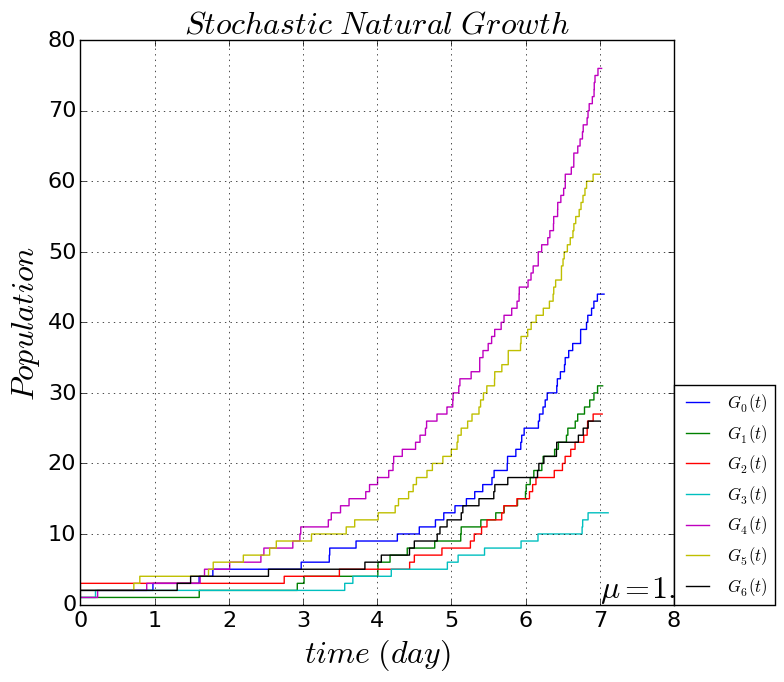 Stochastic Natural Growth
Population
80
70
60
50
40
30
20
10
0
0 1 2 3 4 5 6 7 8
time (day)
μ=1.
G₀(t)
G₁(t)
G₂(t)
G₃(t)
G₄(t)
G₅(t)
G₆(t)